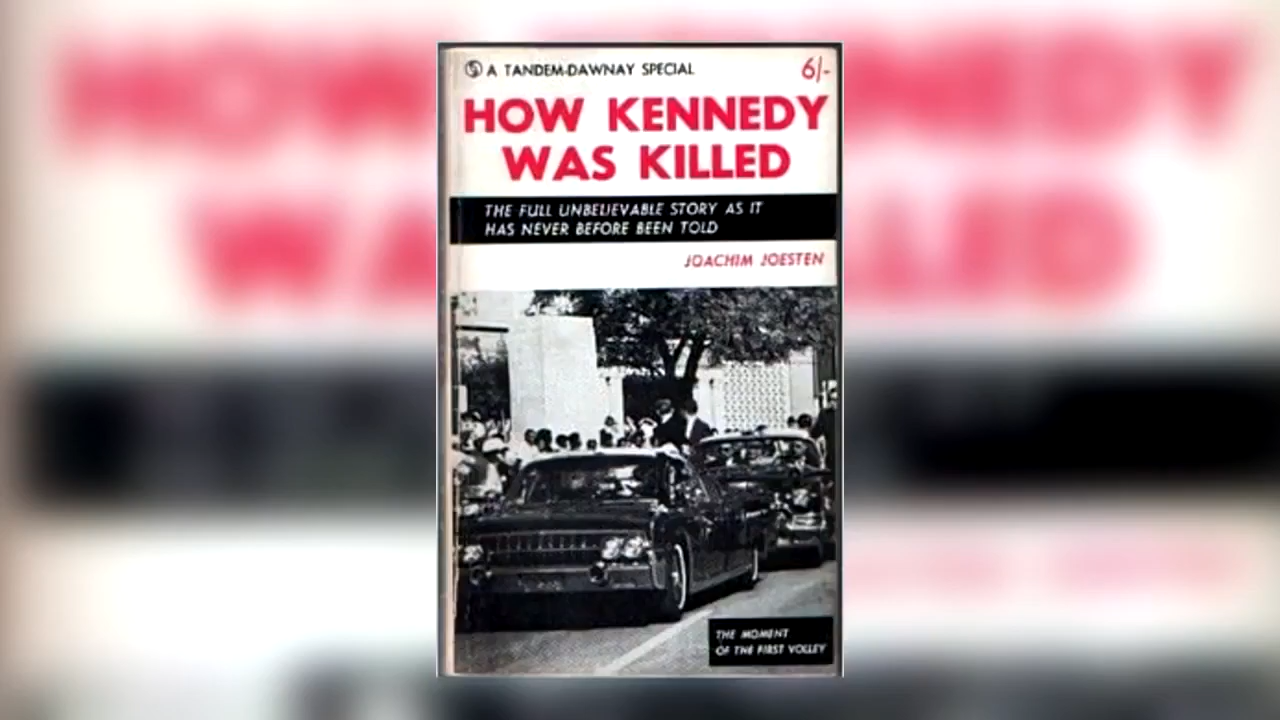 A TANDEM-DAWNAY SPECIAL
6/-
HOW KENNEDY
WAS KILLED
THE FULL UNBELIEVABLE STORY AS IT
HAS NEVER BEFORE BEEN TOLD
JOACHIM JOESTEN
THE MOMENT
OF THE FIRST VOLLEY